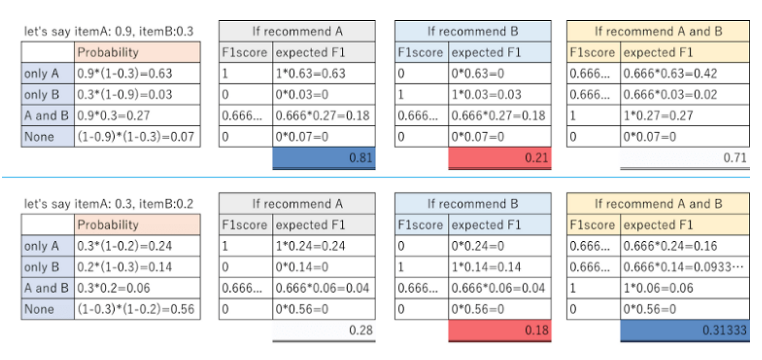 let's say itemA: 0.9, itemB:0.3 If recommend A If recommend B If recommend A and B
Probability F1score expected F1 F1score expected F1 F1score expected F1
only A 0.9*(1-0.3)=0.63 1 1*0.63=0.63 0 0*0.63=0 0.666... 0.666*0.63=0.42
only B 0.3*(1-0.9)=0.03 0 0*0.03=0 1 1*0.03=0.03 0.666... 0.666*0.03=0.02
A and B 0.9*0.3=0.27 0.666... 0.666*0.27=0.18 0.666... 0.666*0.27=0.18 1 1*0.27=0.27
None (1-0.9)*(1-0.3)=0.07 0 0*0.07=0 0 0*0.07=0 0 0*0.07=0
0.81 0.21 0.71
let's say itemA: 0.3, itemB:0.2 If recommend A If recommend B If recommend A and B
Probability F1score expected F1 F1score expected F1 F1score expected F1
only A 0.3*(1-0.2)=0.24 1 1*0.24=0.24 0 0*0.24=0 0.666... 0.666*0.24=0.16
only B 0.2*(1-0.3)=0.14 0 0*0.14=0 1 1*0.14=0.14 0.666... 0.666*0.14=0.0933⋯
A and B 0.3*0.2=0.06 0.666... 0.666*0.06=0.04 0.666... 0.666*0.06=0.04 1 1*0.06=0.06
None (1-0.3)*(1-0.2)=0.56 0 0*0.56=0 0 0*0.56=0 0 0*0.56=0
0.28 0.18 0.31333